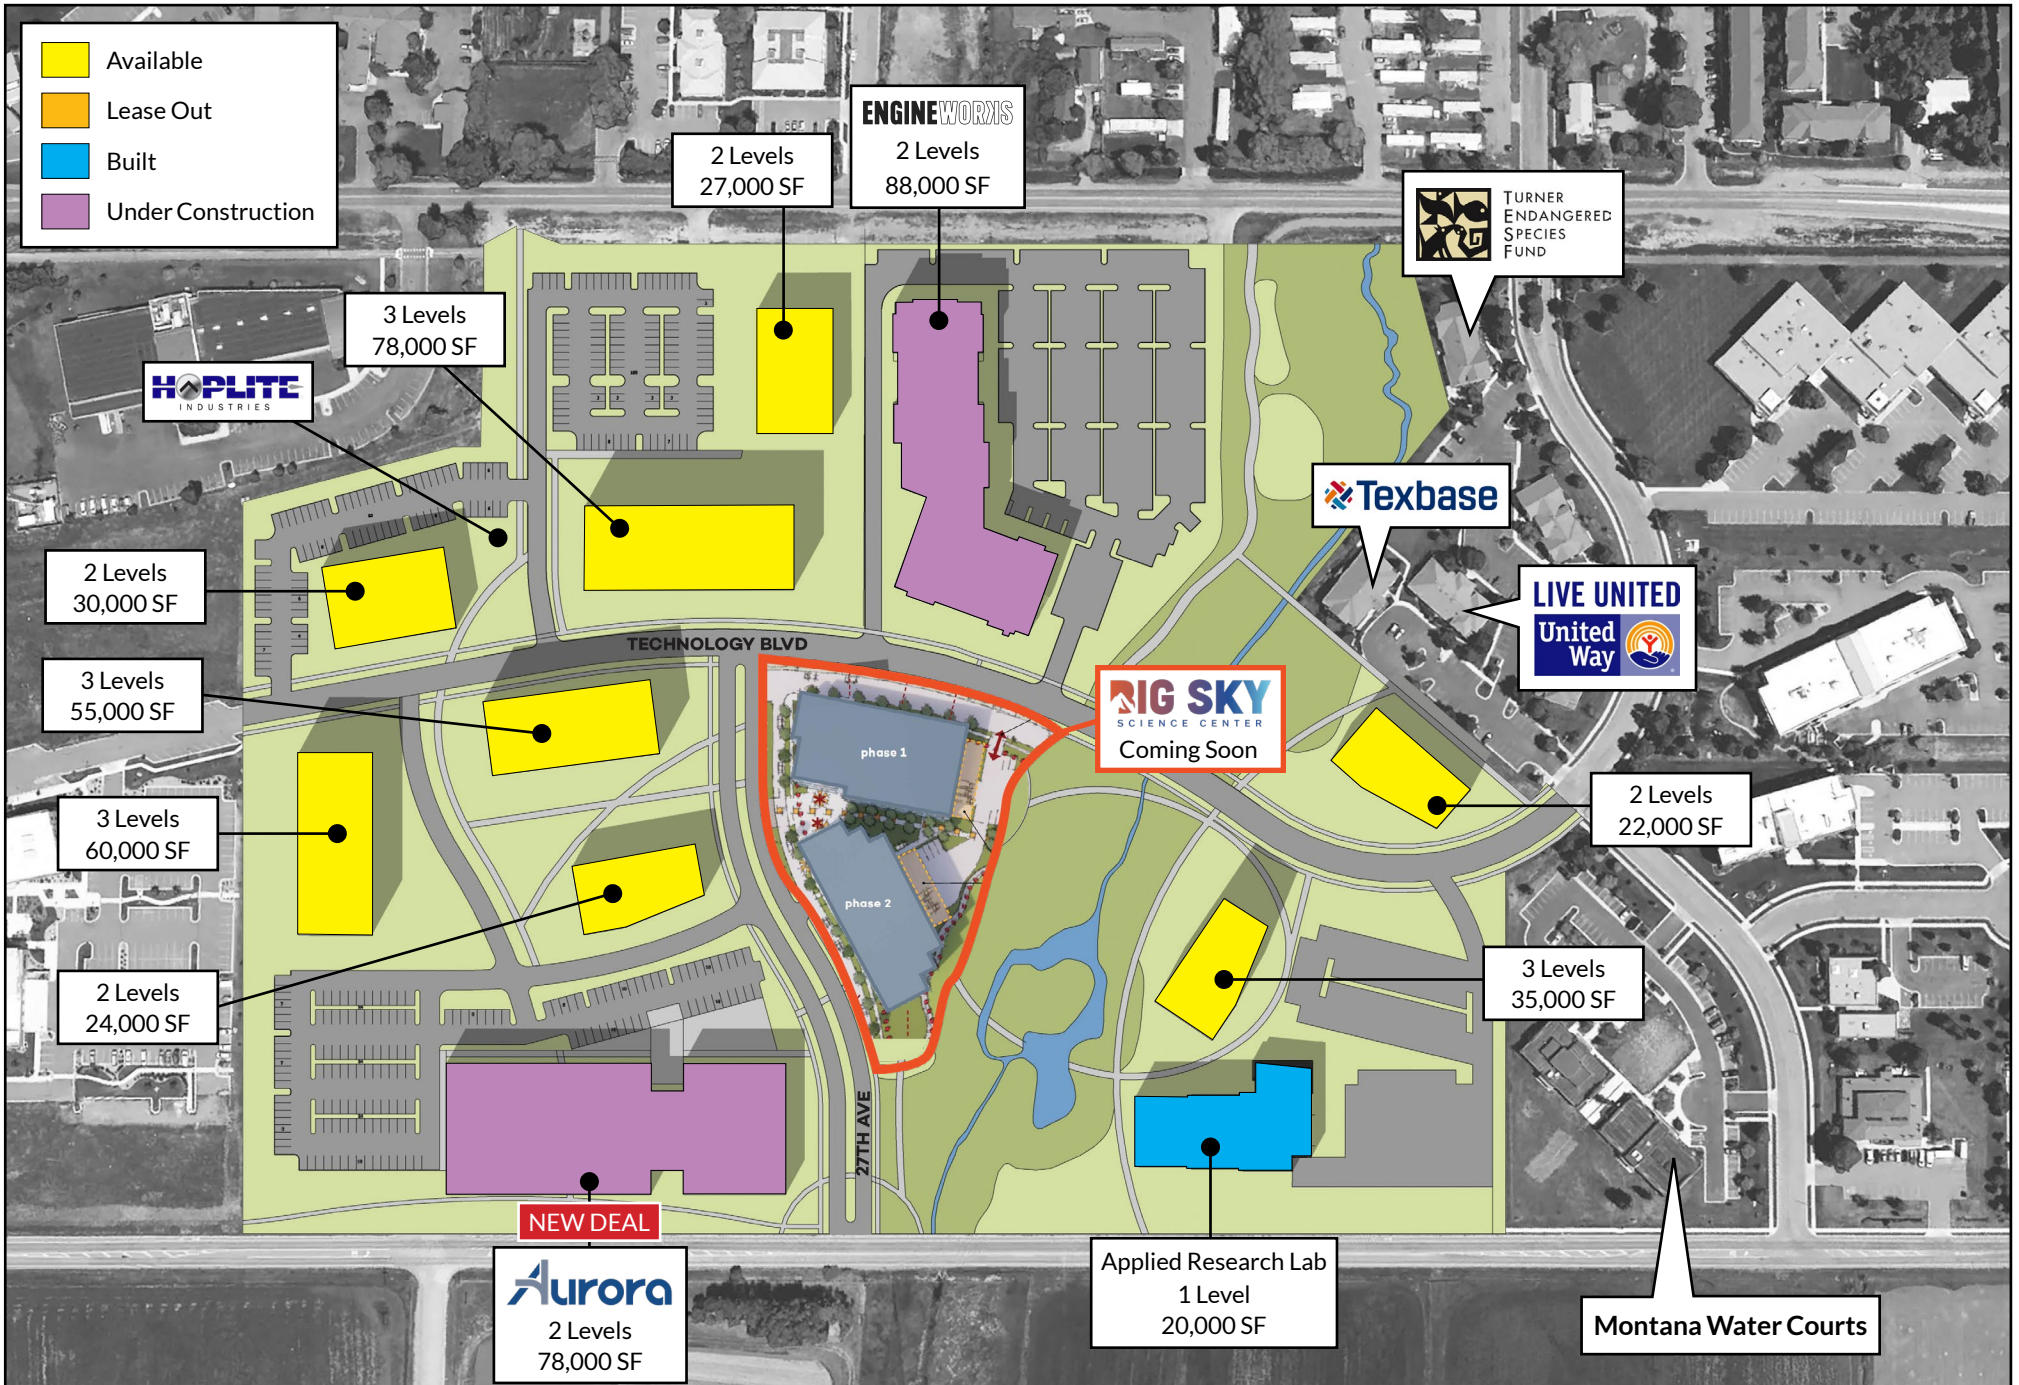 Available
Lease Out
Built
Under Construction
2 Levels
27,000 SF
ENGINEWORKS
2 Levels
88,000 SF
TURNER
ENDANGERED
SPECIES
FUND
3 Levels
78,000 SF
HOPLITE
INDUSTRIES
Texbase
2 Levels
30,000 SF
LIVE UNITED
United
Way
TECHNOLOGY BLVD
3 Levels
55,000 SF
BIG SKY
SCIENCE CENTER
Coming Soon
phase 1
3 Levels
60,000 SF
2 Levels
22,000 SF
phase 2
2 Levels
24,000 SF
3 Levels
35,000 SF
27TH AVE
NEW DEAL
Aurora
2 Levels
78,000 SF
Applied Research Lab
1 Level
20,000 SF
Montana Water Courts